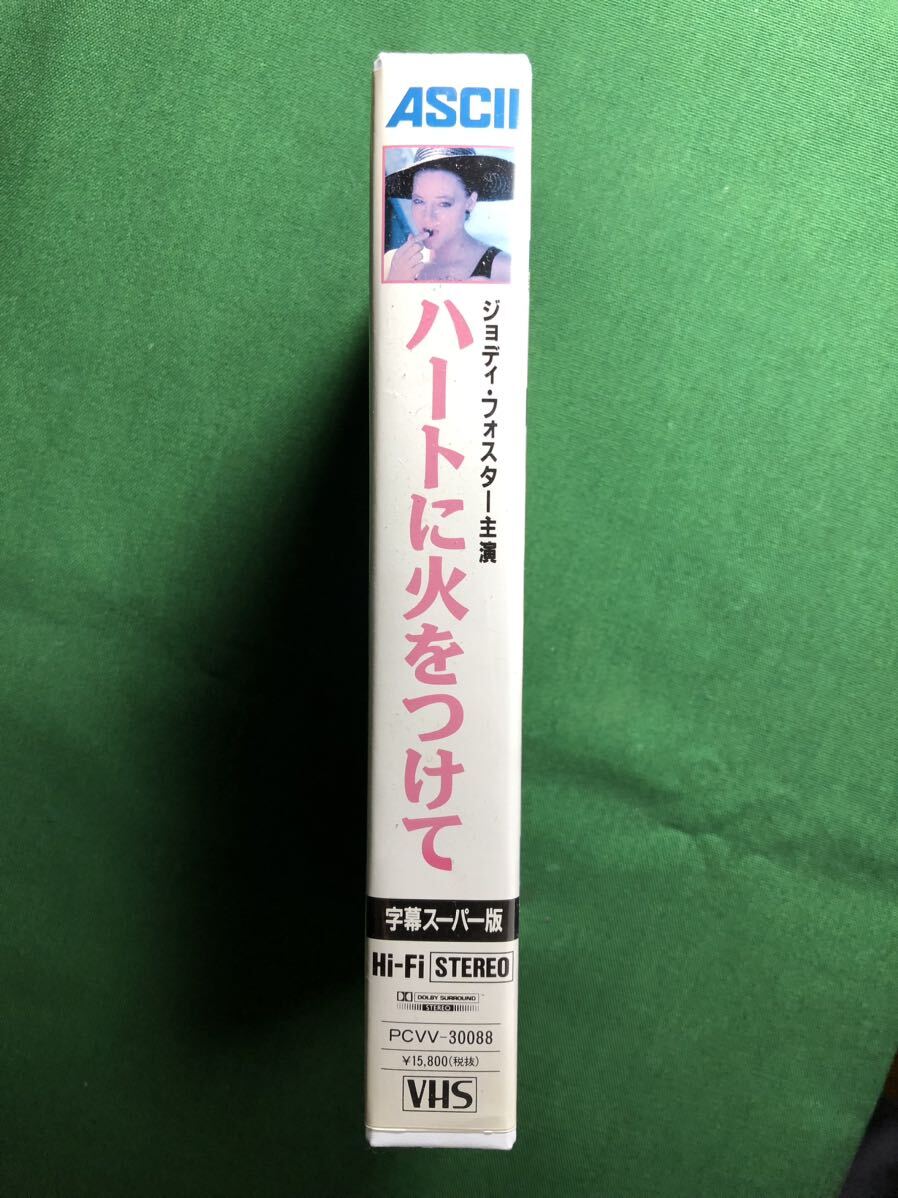 ASCII
ジョディ・フォスター主演
ハートに火をつけて
字幕スーパー版
Hi-Fi STEREO
DOLBY SURROUND
STEREO
PCVV-30088
¥15,800(税抜)
VHS